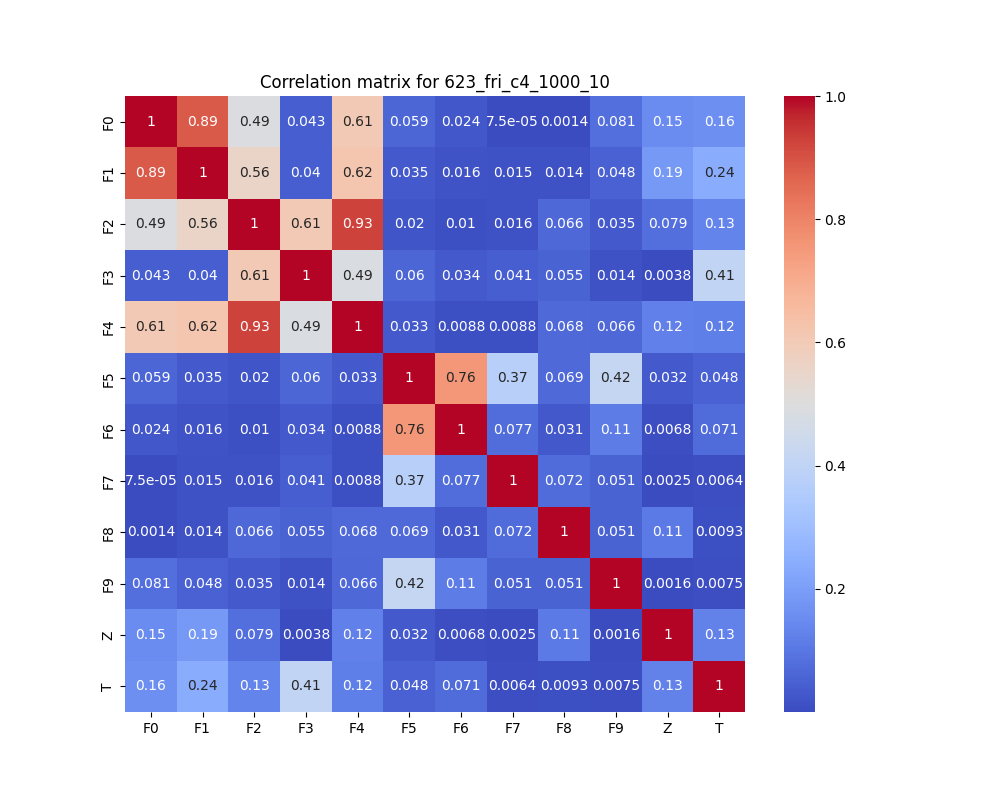 Correlation matrix for 623_fri_c4_1000_10
F0 1 0.89 0.49 0.043 0.61 0.059 0.024 7.5e-05 0.0014 0.081 0.15 0.16
F1 0.89 1 0.56 0.04 0.62 0.035 0.016 0.015 0.014 0.048 0.19 0.24
F2 0.49 0.56 1 0.61 0.93 0.02 0.01 0.016 0.066 0.035 0.079 0.13
F3 0.043 0.04 0.61 1 0.49 0.06 0.034 0.041 0.055 0.014 0.0038 0.41
F4 0.61 0.62 0.93 0.49 1 0.033 0.0088 0.0088 0.068 0.066 0.12 0.12
F5 0.059 0.035 0.02 0.06 0.033 1 0.76 0.37 0.069 0.42 0.032 0.048
F6 0.024 0.016 0.01 0.034 0.0088 0.76 1 0.077 0.031 0.11 0.0068 0.071
F7 7.5e-05 0.015 0.016 0.041 0.0088 0.37 0.077 1 0.072 0.051 0.0025 0.0064
F8 0.0014 0.014 0.066 0.055 0.068 0.069 0.031 0.072 1 0.051 0.11 0.0093
F9 0.081 0.048 0.035 0.014 0.066 0.42 0.11 0.051 0.051 1 0.0016 0.0075
Z 0.15 0.19 0.079 0.0038 0.12 0.032 0.0068 0.0025 0.11 0.0016 1 0.13
T 0.16 0.24 0.13 0.41 0.12 0.048 0.071 0.0064 0.0093 0.0075 0.13 1
F0 F1 F2 F3 F4 F5 F6 F7 F8 F9 Z T
1.0
0.8
0.6
0.4
0.2